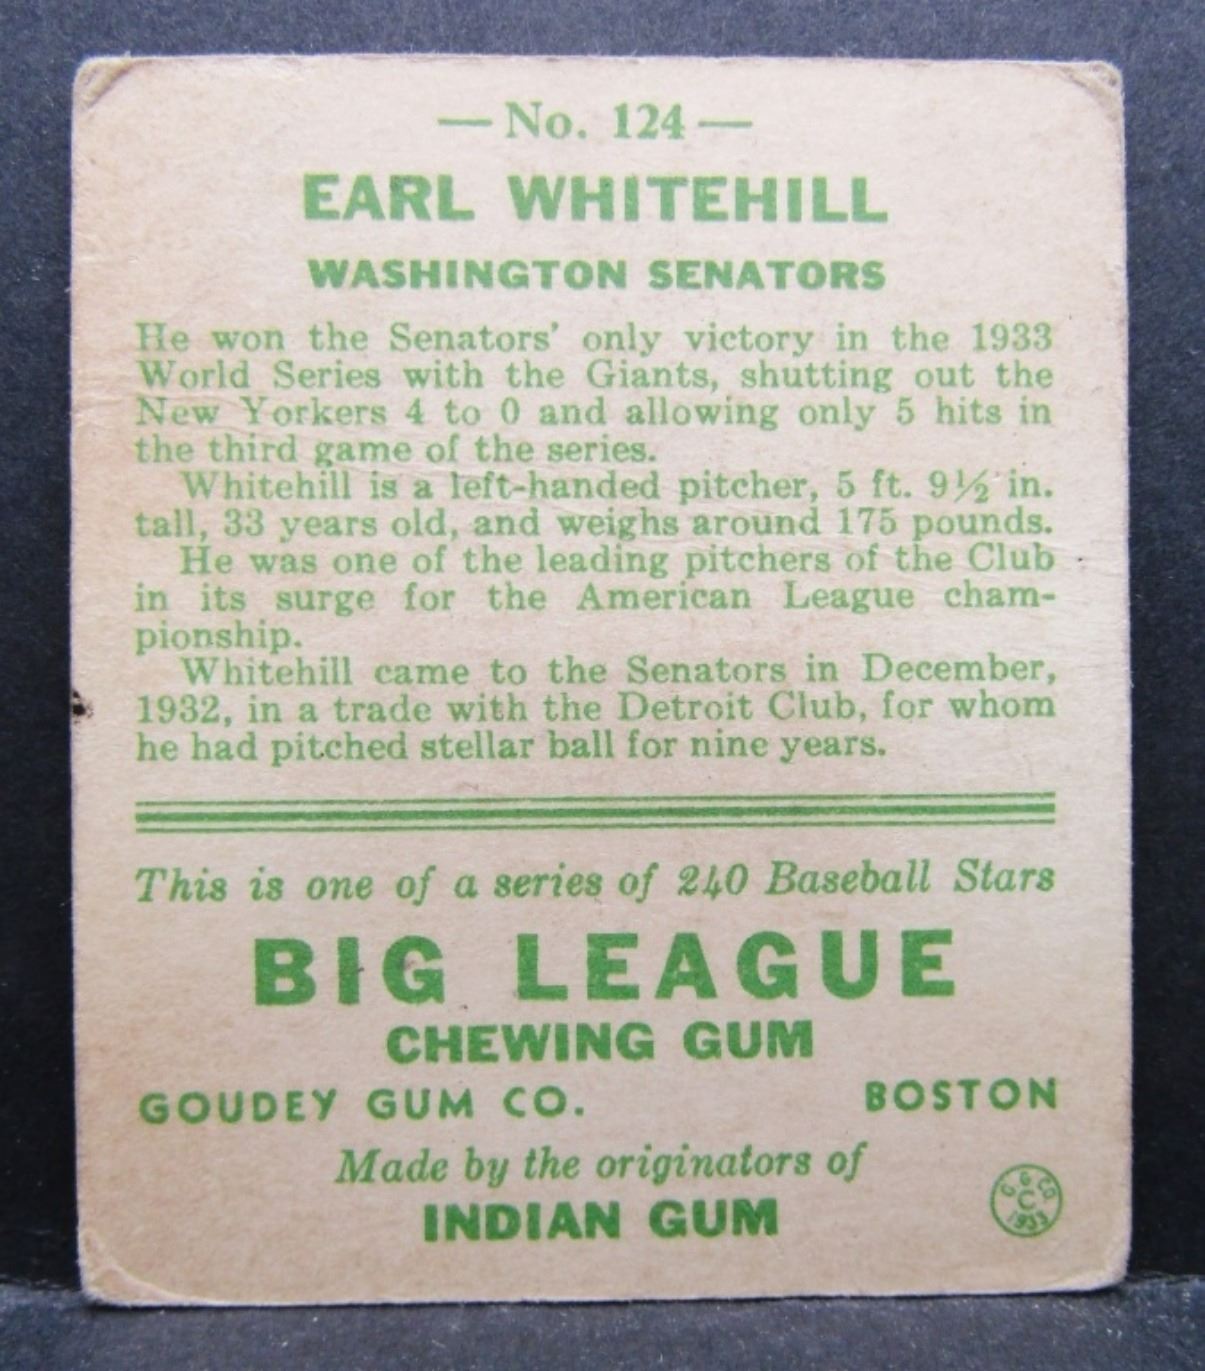 —No. 124—
EARL WHITEHILL
WASHINGTON SENATORS
He won the Senators' only victory in the 1933
World Series with the Giants, shutting out the
New Yorkers 4 to 0 and allowing only 5 hits in
the third game of the series.
Whitehill is a left-handed pitcher, 5 ft. 9½ in.
tall, 33 years old, and weighs around 175 pounds.
He was one of the leading pitchers of the Club
in its surge for the American League cham-
pionship.
Whitehill came to the Senators in December,
1932, in a trade with the Detroit Club, for whom
he had pitched stellar ball for nine years.
This is one of a series of 240 Baseball Stars
BIG LEAGUE
CHEWING GUM
GOUDEY GUM CO. BOSTON
Made by the originators of
INDIAN GUM
G. G. CO.
C
1933